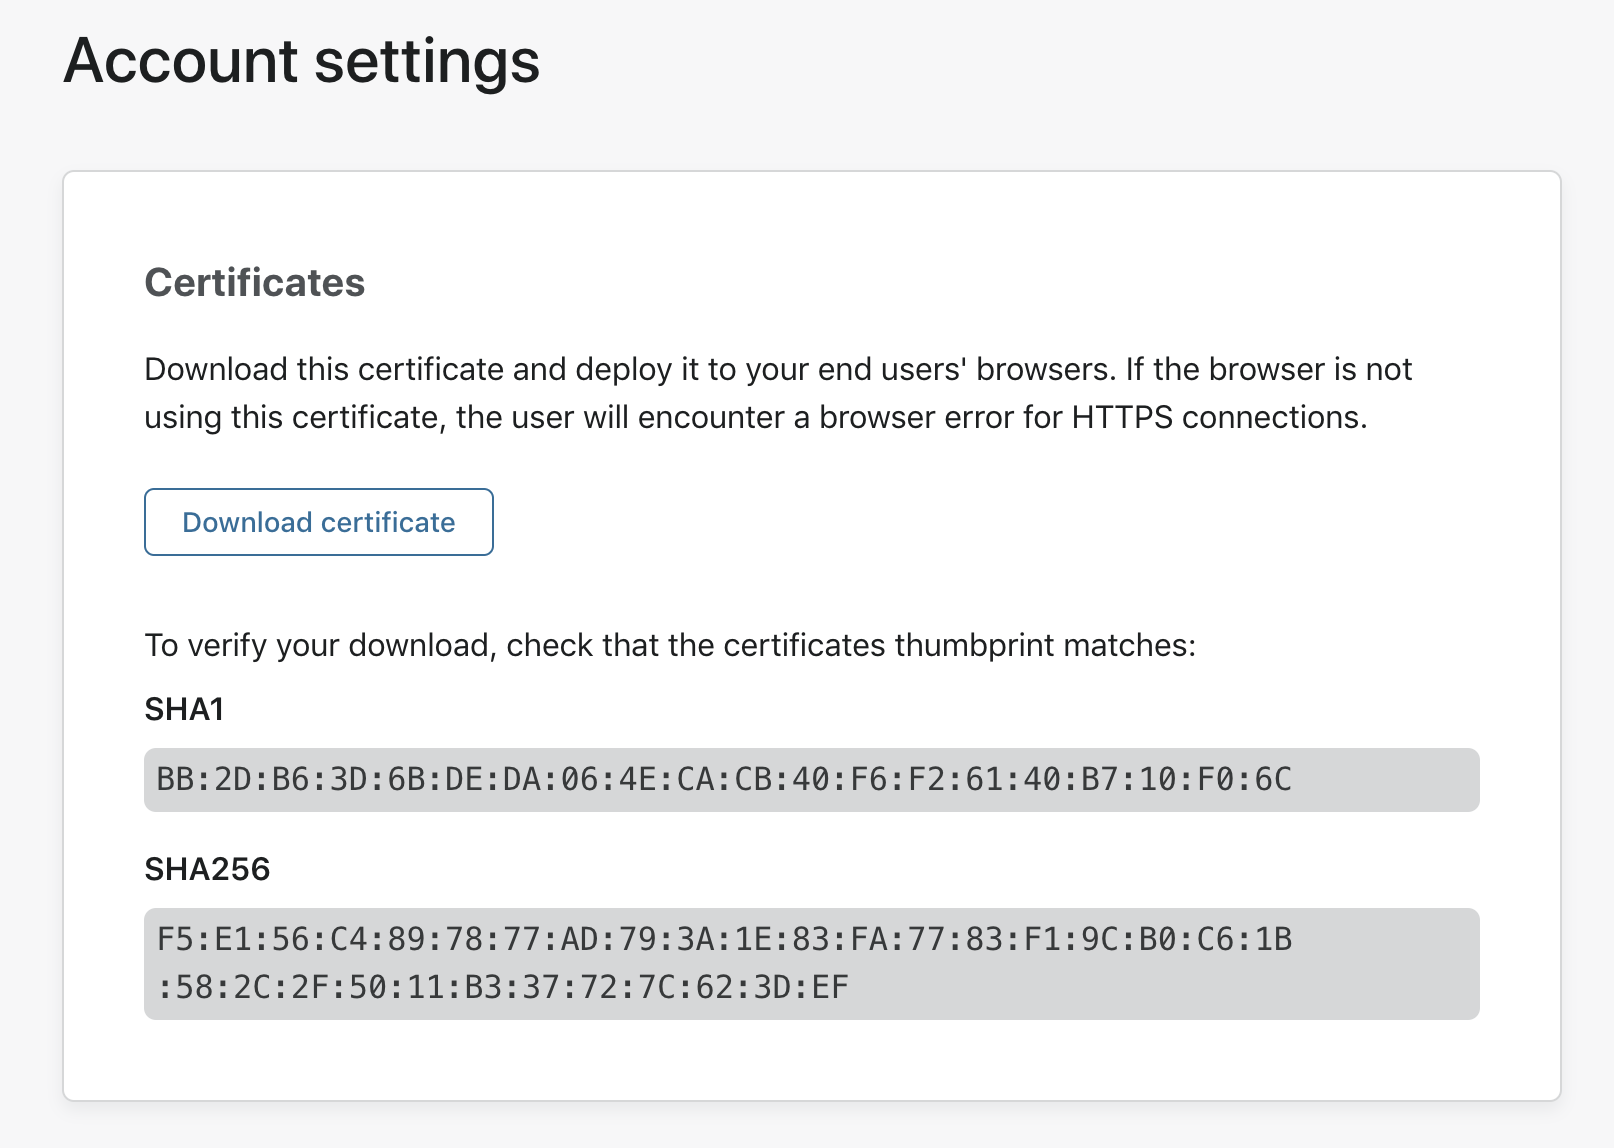 Account settings
Certificates
Download this certificate and deploy it to your end users' browsers. If the browser is not
using this certificate, the user will encounter a browser error for HTTPS connections.
Download certificate
To verify your download, check that the certificates thumbprint matches:
SHA1
BB:2D:B6:3D:6B:DE:DA:06:4E:CA:CB:40:F6:F2:61:40:B7:10:F0:6C
SHA256
F5:E1:56:C4:89:78:77:AD:79:3A:1E:83:FA:77:83:F1:9C:B0:C6:1B
:58:2C:2F:50:11:B3:37:72:7C:62:3D:EF